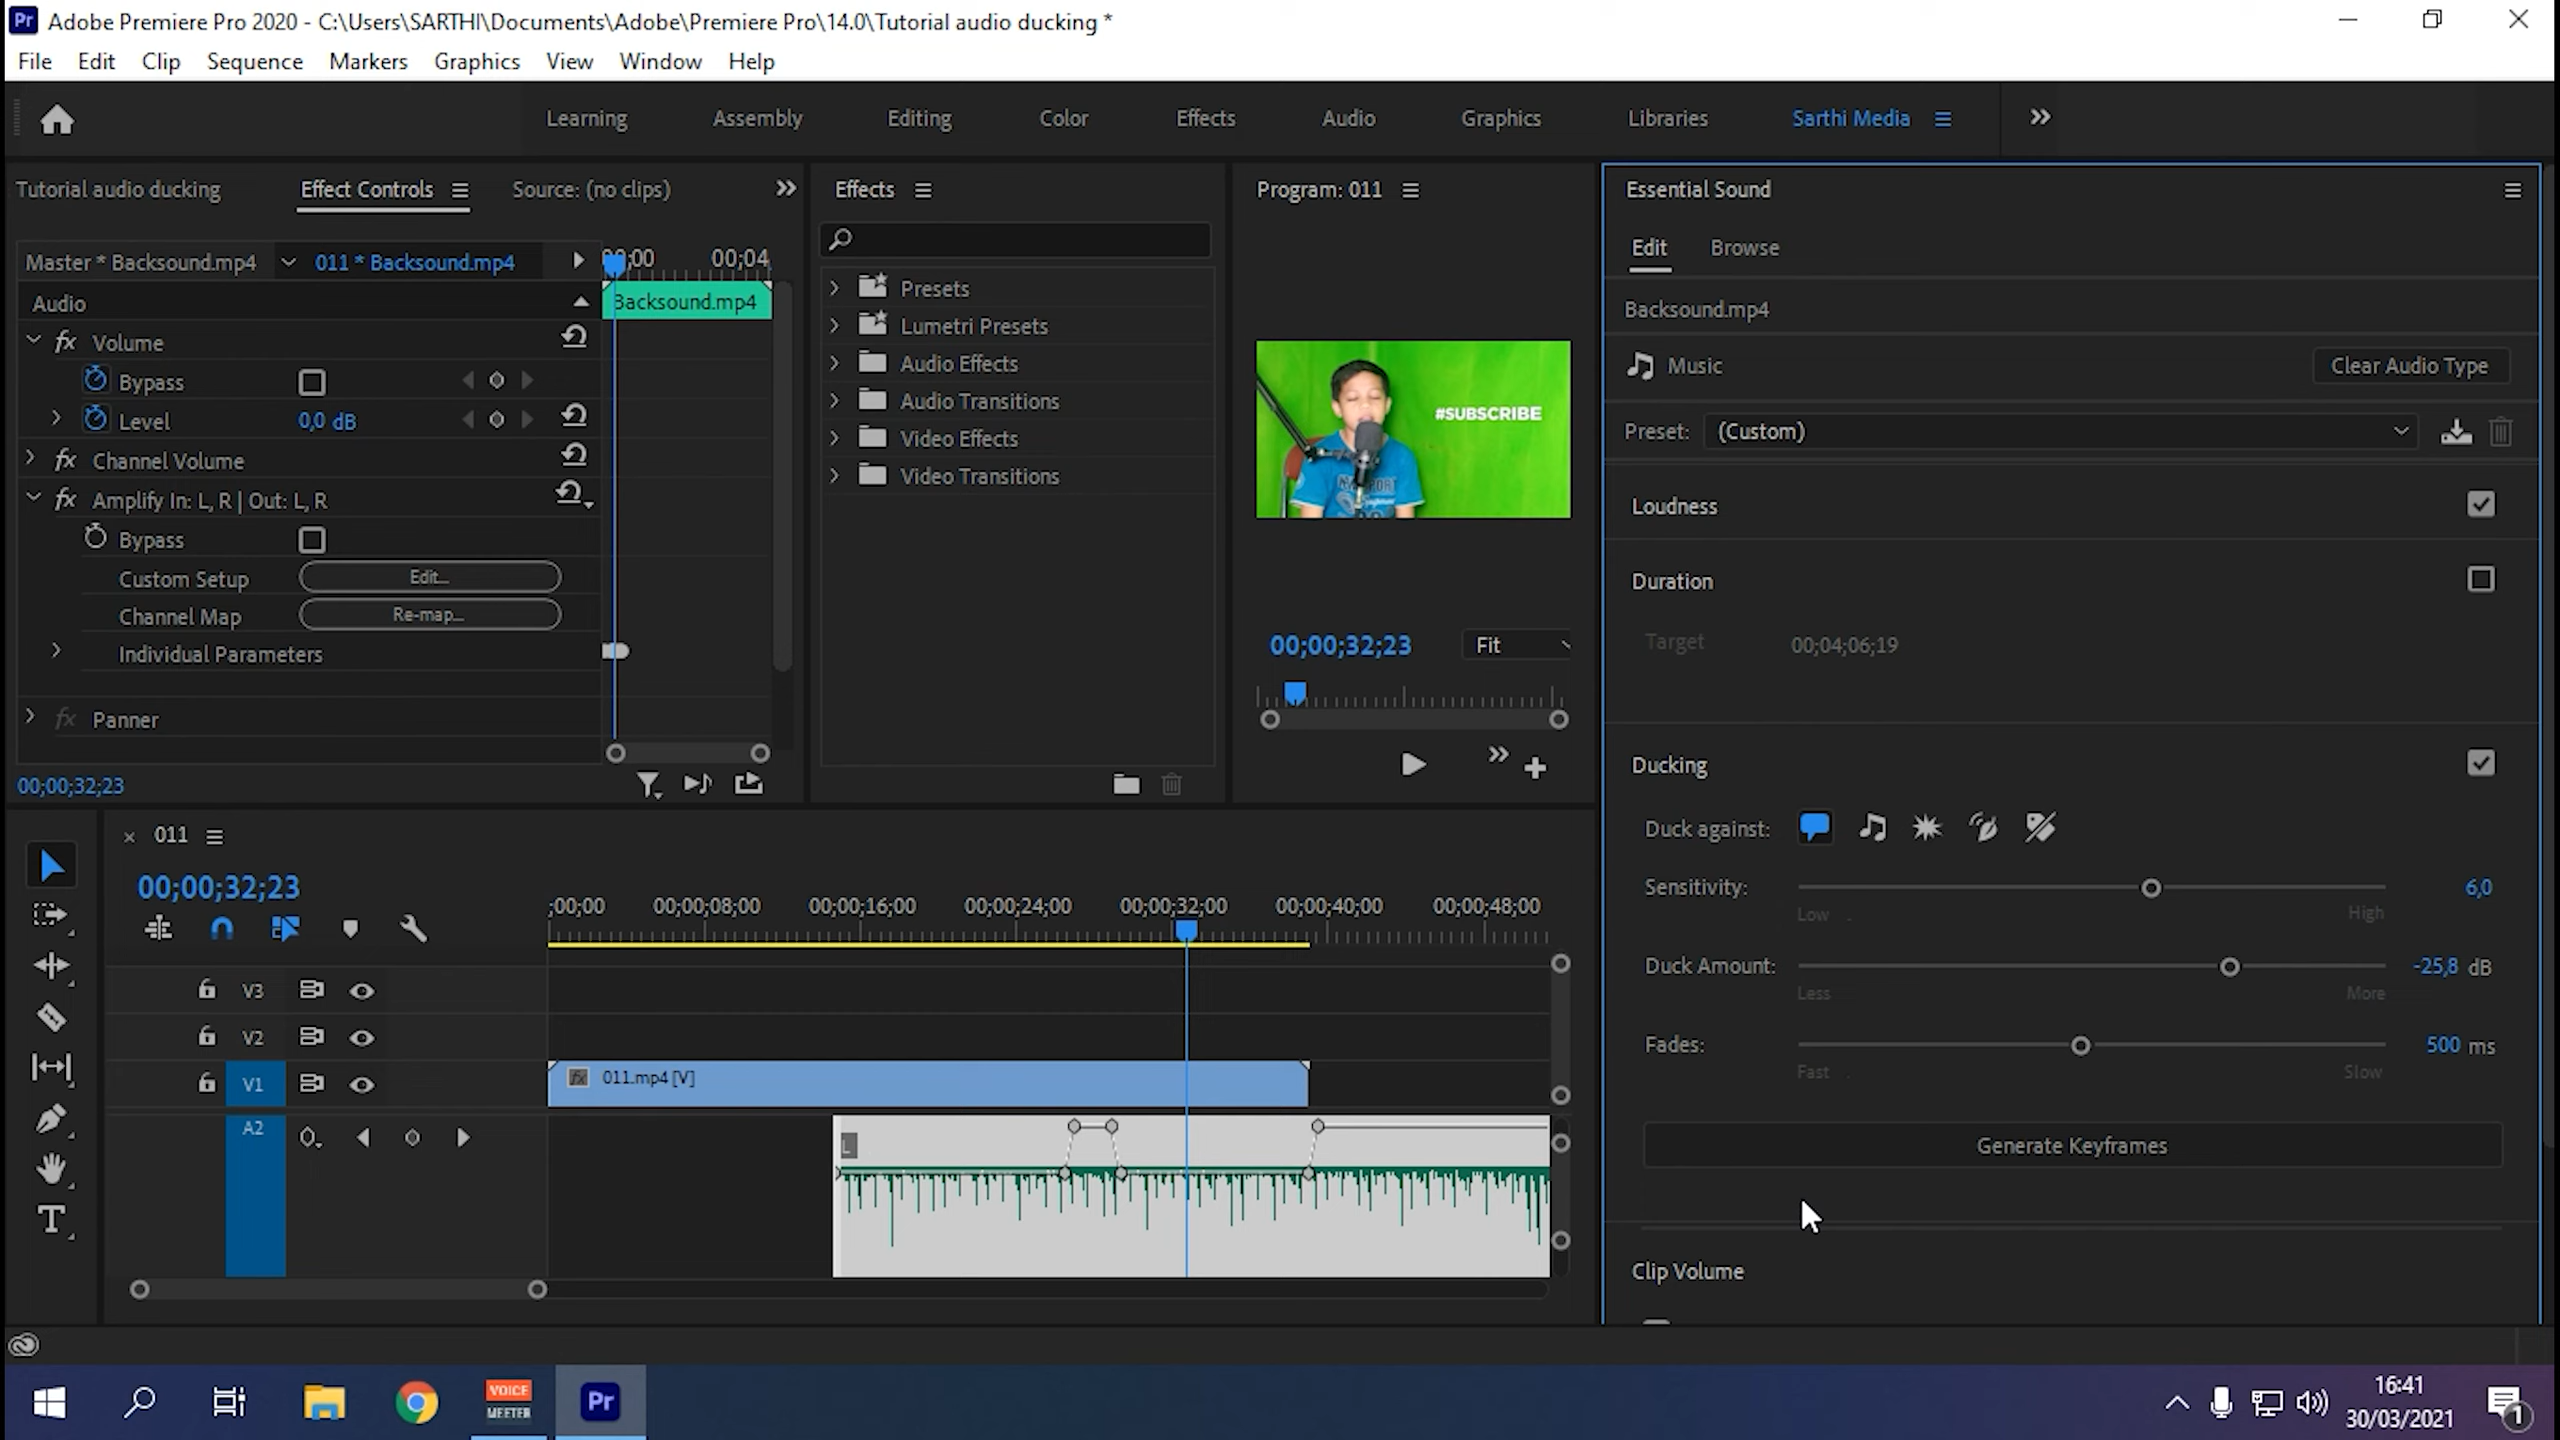 Pr Adobe Premiere Pro 2020 - C:\Users\SARTHI\Documents\Adobe\Premiere Pro\14.0\Tutorial audio ducking *
File Edit Clip Sequence Markers Graphics View Window Help
Learning Assembly Editing Color Effects Audio Graphics Libraries Sarthi Media
Tutorial audio ducking Effect Controls Source: (no clips)
Master * Backsound.mp4 011 * Backsound.mp4 00;00 00;04
Audio Backsound.mp4
fx Volume
Bypass
Level 0,0 dB
fx Channel Volume
fx Amplify In: L, R | Out: L, R
Bypass
Custom Setup Edit...
Channel Map Re-map...
Individual Parameters
fx Panner
00;00;32;23
Effects
Presets
Lumetri Presets
Audio Effects
Audio Transitions
Video Effects
Video Transitions
Program: 011
#SUBSCRIBE
00;00;32;23 Fit
Essential Sound
Edit Browse
Backsound.mp4
Music Clear Audio Type
Preset: (Custom)
Loudness
Duration
Target 00;04;06;19
Ducking
Duck against:
Sensitivity: 6,0
Low High
Duck Amount: -25,8 dB
Less More
Fades: 500 ms
Fast Slow
Generate Keyframes
Clip Volume
011
00;00;32;23
;00;00 00;00;08;00 00;00;16;00 00;00;24;00 00;00;32;00 00;00;40;00 00;00;48;00
V3
V2
V1 fx 011.mp4 [V]
A2 L
VOICE
MEETER
Pr
16:41
30/03/2021
1